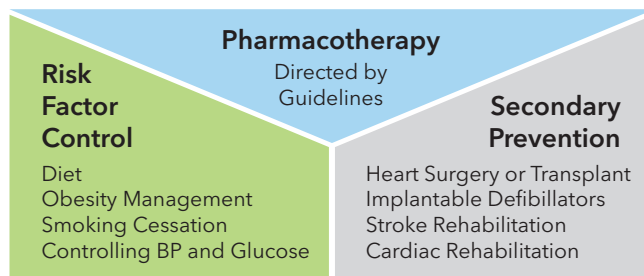 Pharmacotherapy
Directed by
Guidelines
Risk
Factor
Control
Diet
Obesity Management
Smoking Cessation
Controlling BP and Glucose
Secondary
Prevention
Heart Surgery or Transplant
Implantable Defibillators
Stroke Rehabilitation
Cardiac Rehabilitation